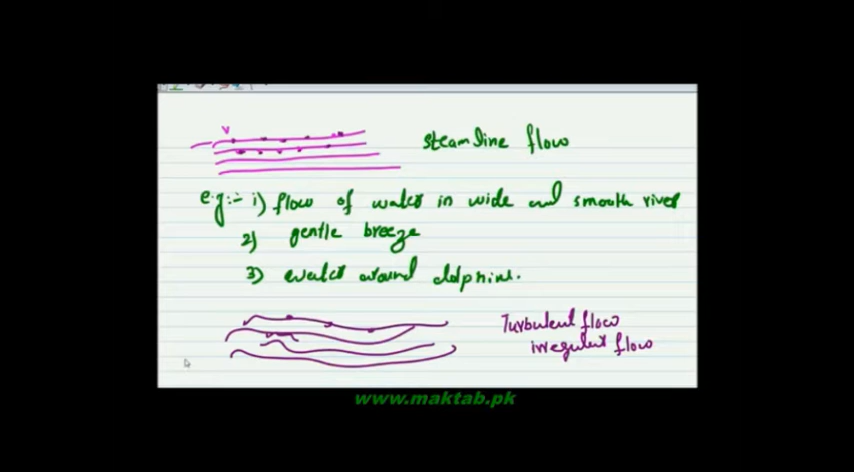 v
steamline flow
e.g:- i) flow of water in wide and smooth river
2) gentle breeze
3) water around dolphins.
Turbulent flow
irregulent flow
www.maktab.pk